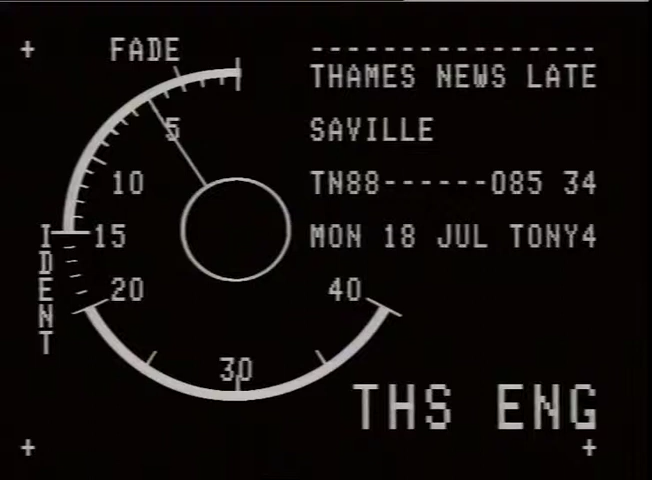 FADE
THAMES NEWS LATE
SAVILLE
TN88------085 34
MON 18 JUL TONY4
5
10
15
20
30
40
IDENT
THS ENG